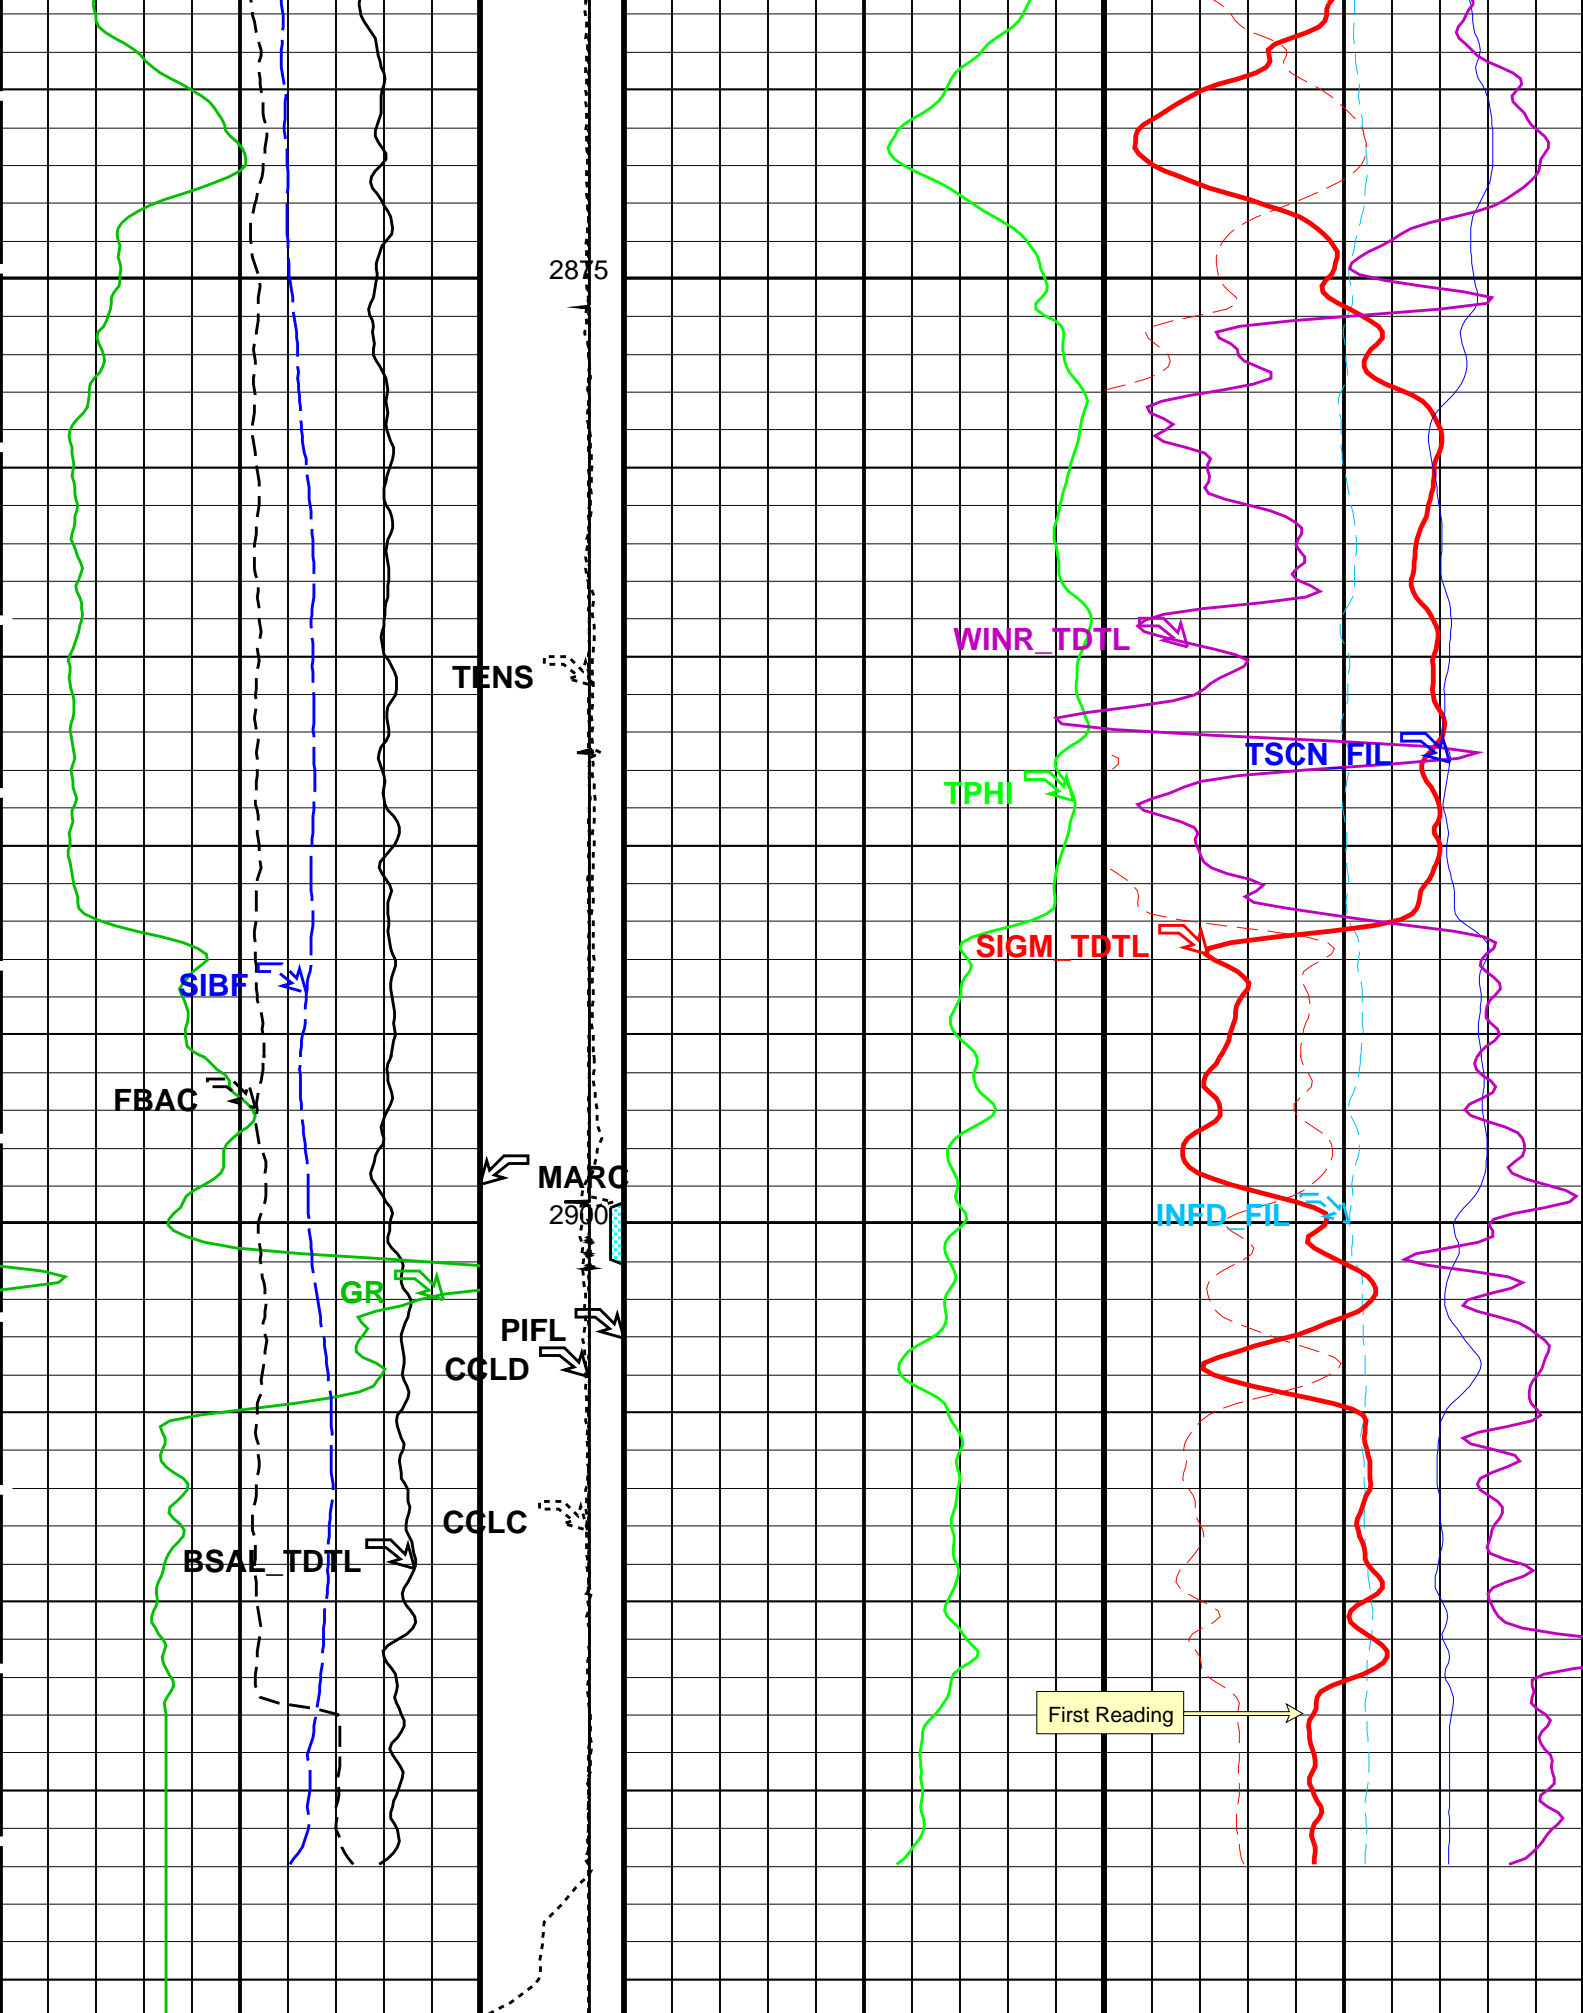 2875
WINR_TDTL
TENS
TSCN_FIL
TPHI
SIGM_TDTL
SIBF
FBAC
MARC
2900
INFD_FIL
GR
PIFL
CCLD
CCLC
BSAL_TDTL
First Reading